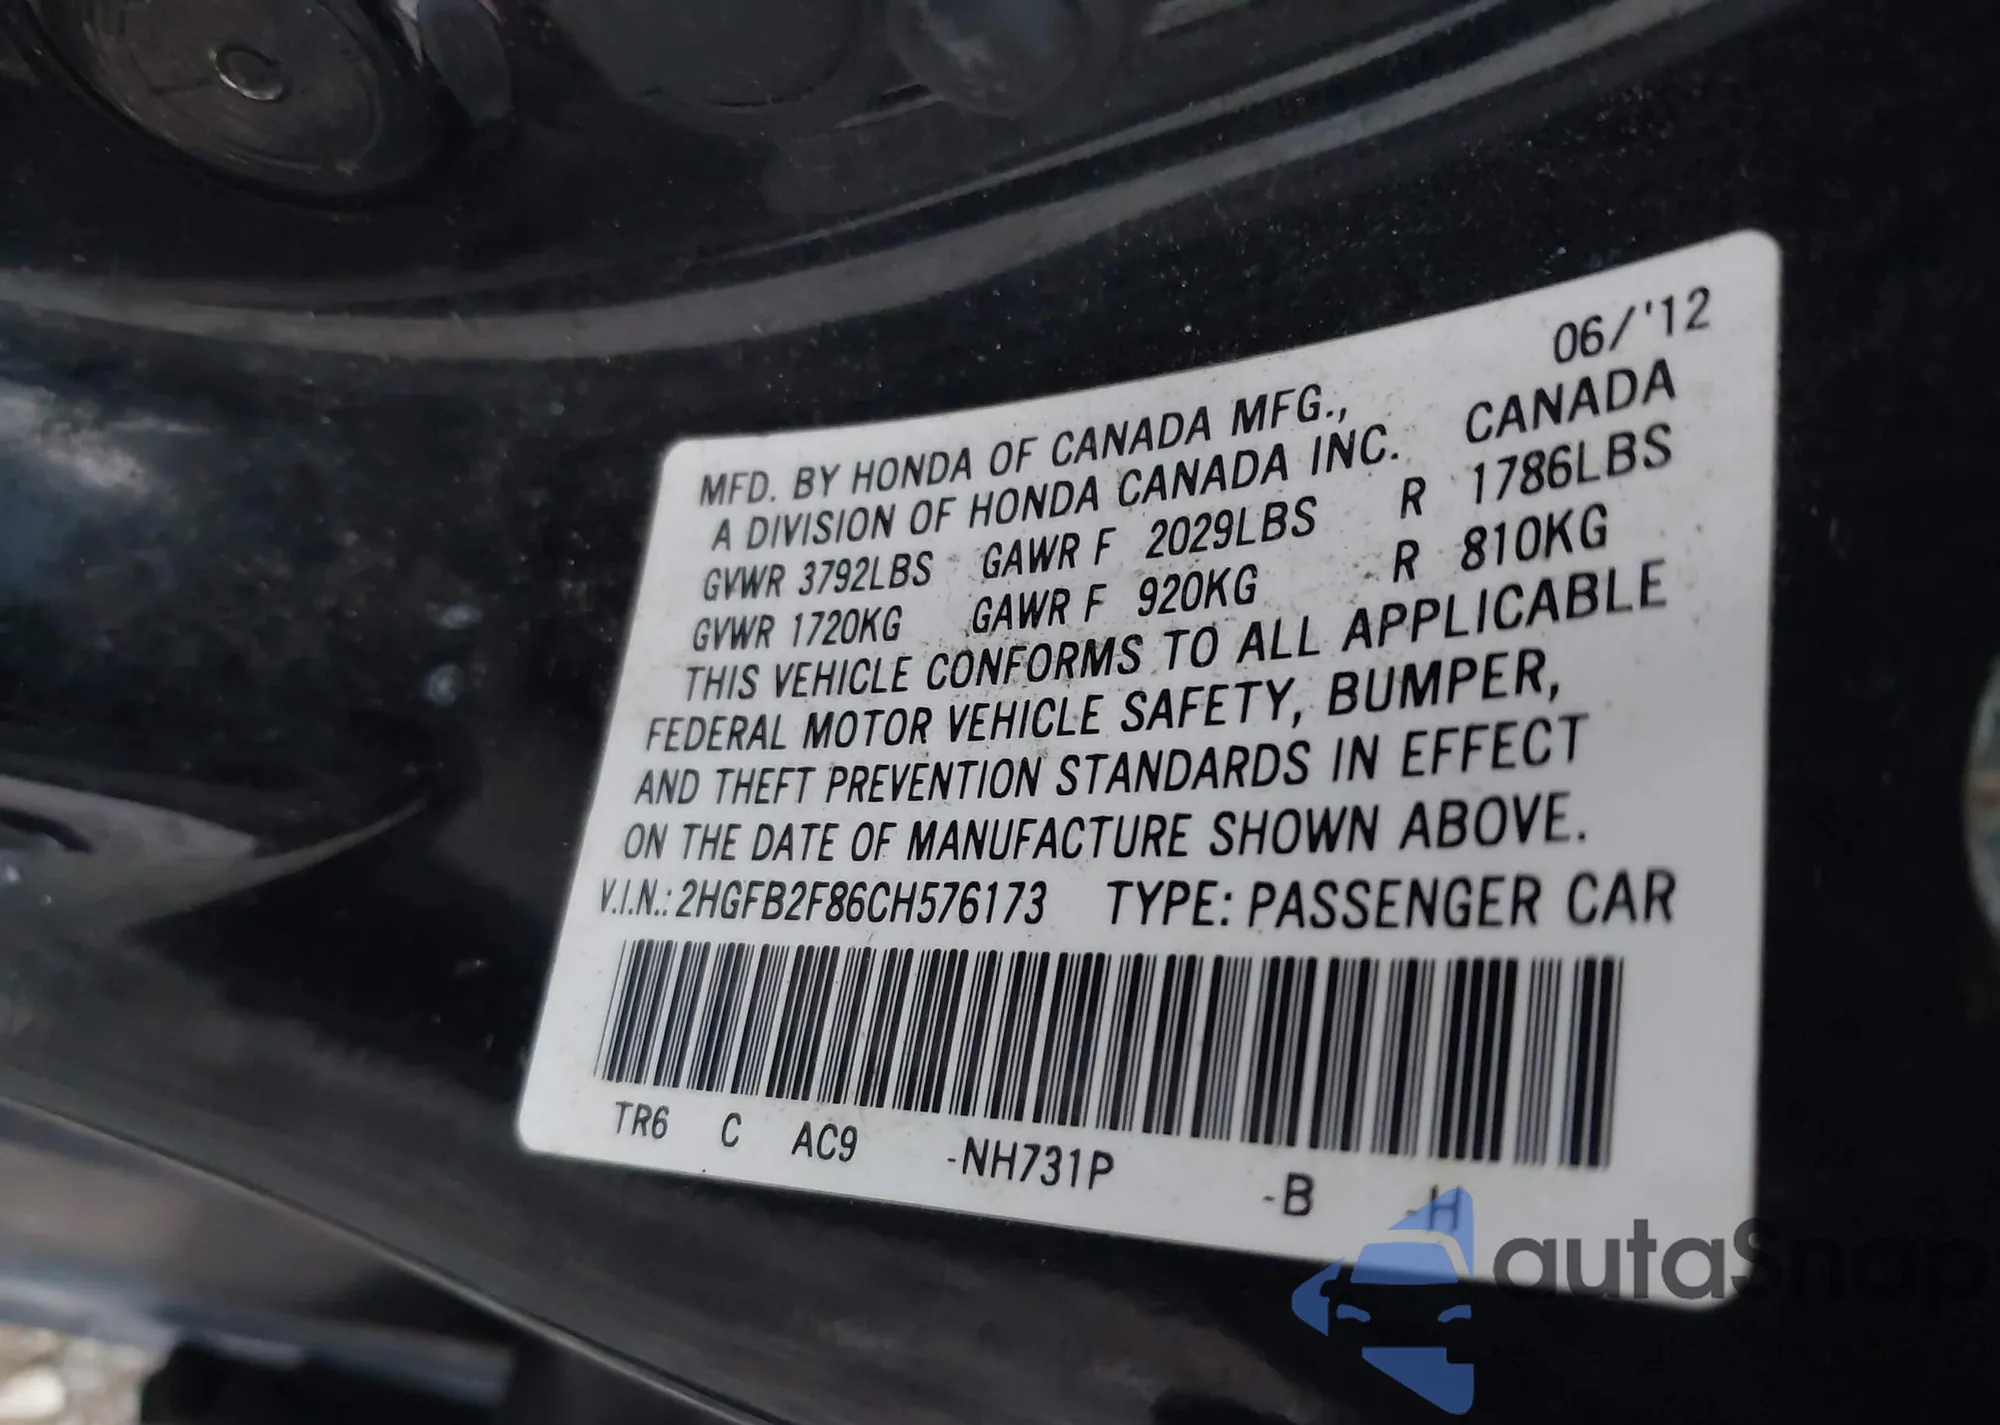 06/'12
MFD. BY HONDA OF CANADA MFG.,
A DIVISION OF HONDA CANADA INC. CANADA
GVWR 3792LBS GAWR F 2029LBS R 1786LBS
GVWR 1720KG GAWR F 920KG R 810KG
THIS VEHICLE CONFORMS TO ALL APPLICABLE
FEDERAL MOTOR VEHICLE SAFETY, BUMPER,
AND THEFT PREVENTION STANDARDS IN EFFECT
ON THE DATE OF MANUFACTURE SHOWN ABOVE.
V.I.N.: 2HGFB2F86CH576173 TYPE: PASSENGER CAR
TR6 C AC9 -NH731P -B -H
autaSnap